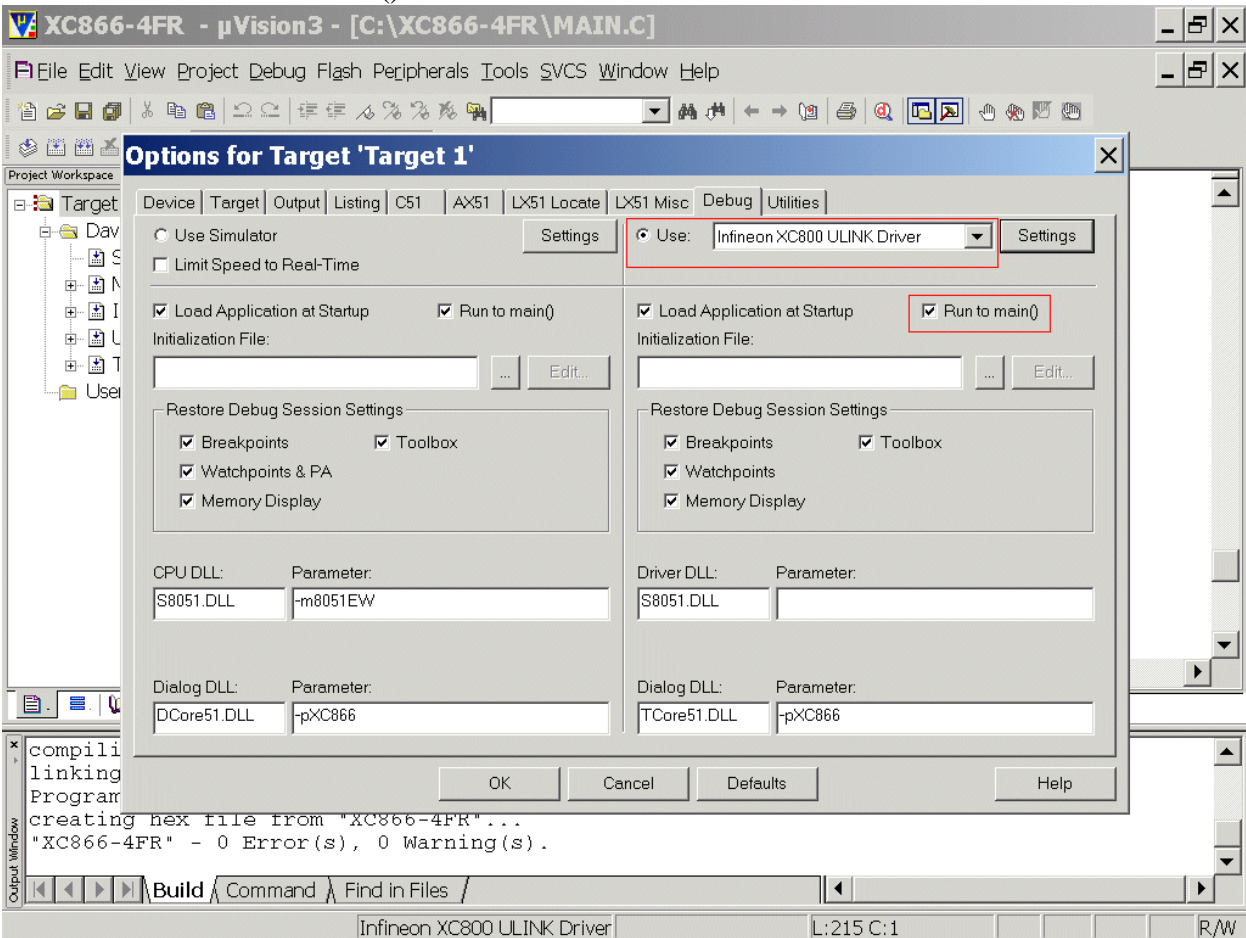 ()
XC866-4FR - µVision3 - [C:\XC866-4FR\MAIN.C]
File Edit View Project Debug Flash Peripherals Tools SVCS Window Help
Project Workspace
Options for Target 'Target 1'
Target
Dav
S
N
I
U
T
User
Device Target Output Listing C51 AX51 LX51 Locate LX51 Misc Debug Utilities
Use Simulator Settings Use: Infineon XC800 ULINK Driver Settings
Limit Speed to Real-Time
Load Application at Startup Run to main() Load Application at Startup Run to main()
Initialization File: Initialization File:
... Edit... ... Edit...
Restore Debug Session Settings Restore Debug Session Settings
Breakpoints Toolbox Breakpoints Toolbox
Watchpoints & PA Watchpoints
Memory Display Memory Display
CPU DLL: Parameter: Driver DLL: Parameter:
S8051.DLL -m8051EW S8051.DLL
Dialog DLL: Parameter: Dialog DLL: Parameter:
DCore51.DLL -pXC866 TCore51.DLL -pXC866
OK Cancel Defaults Help
compili
linking
Program
creating hex file from "XC866-4FR"...
"XC866-4FR" - 0 Error(s), 0 Warning(s).
Output Window
Build Command Find in Files
Infineon XC800 ULINK Driver L:215 C:1 R/W